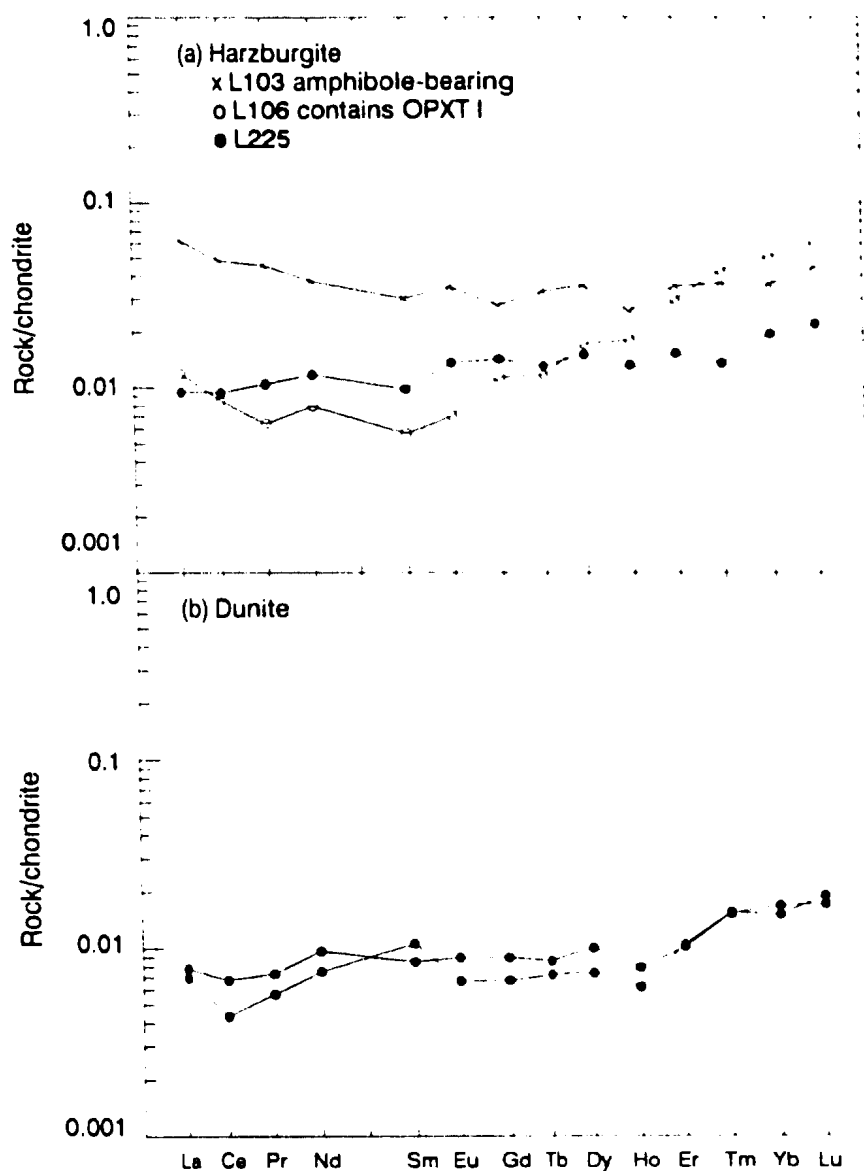 1.0
(a) Harzburgite
x L103 amphibole-bearing
o L106 contains OPXT I
● L225
0.1
Rock/chondrite
0.01
0.001
1.0
(b) Dunite
0.1
Rock/chondrite
0.01
0.001
La Ce Pr Nd Sm Eu Gd Tb Dy Ho Er Tm Yb Lu